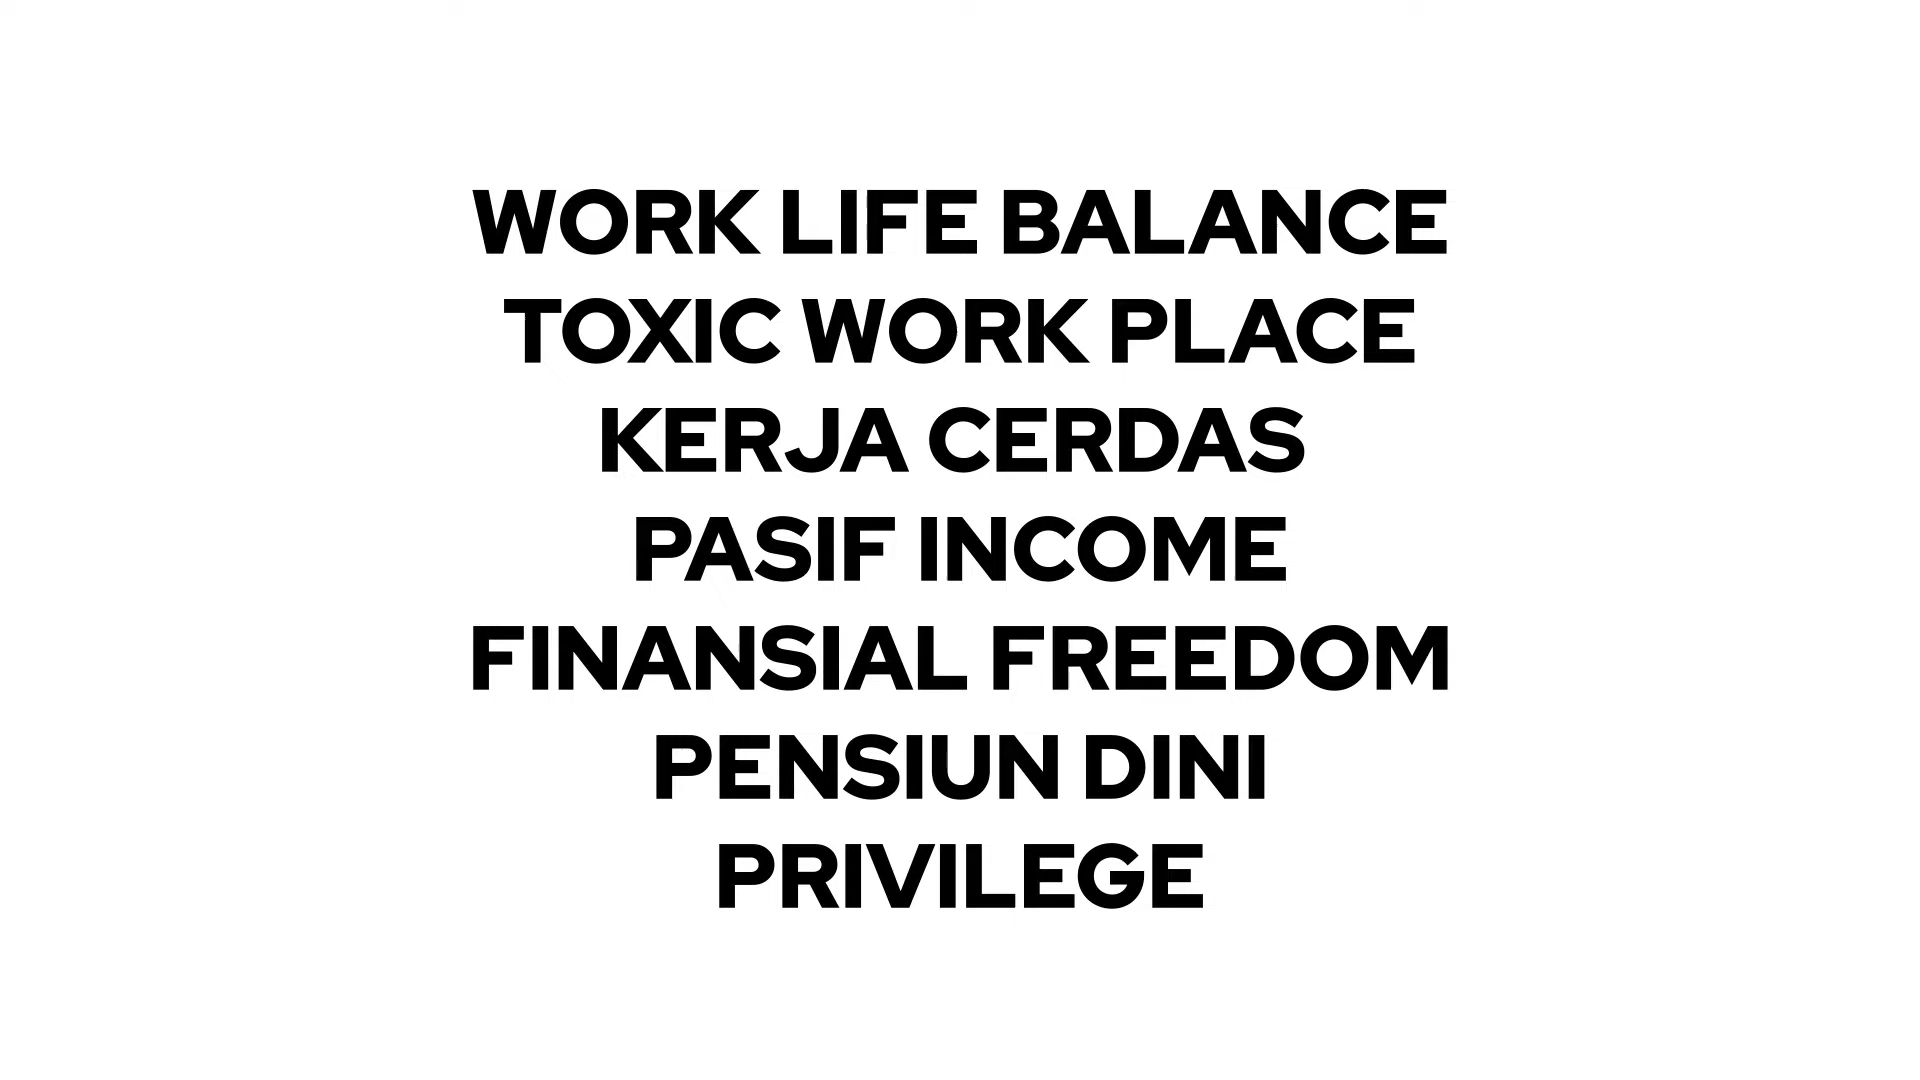 WORK LIFE BALANCE
TOXIC WORK PLACE
KERJA CERDAS
PASIF INCOME
FINANSIAL FREEDOM
PENSIUN DINI
PRIVILEGE